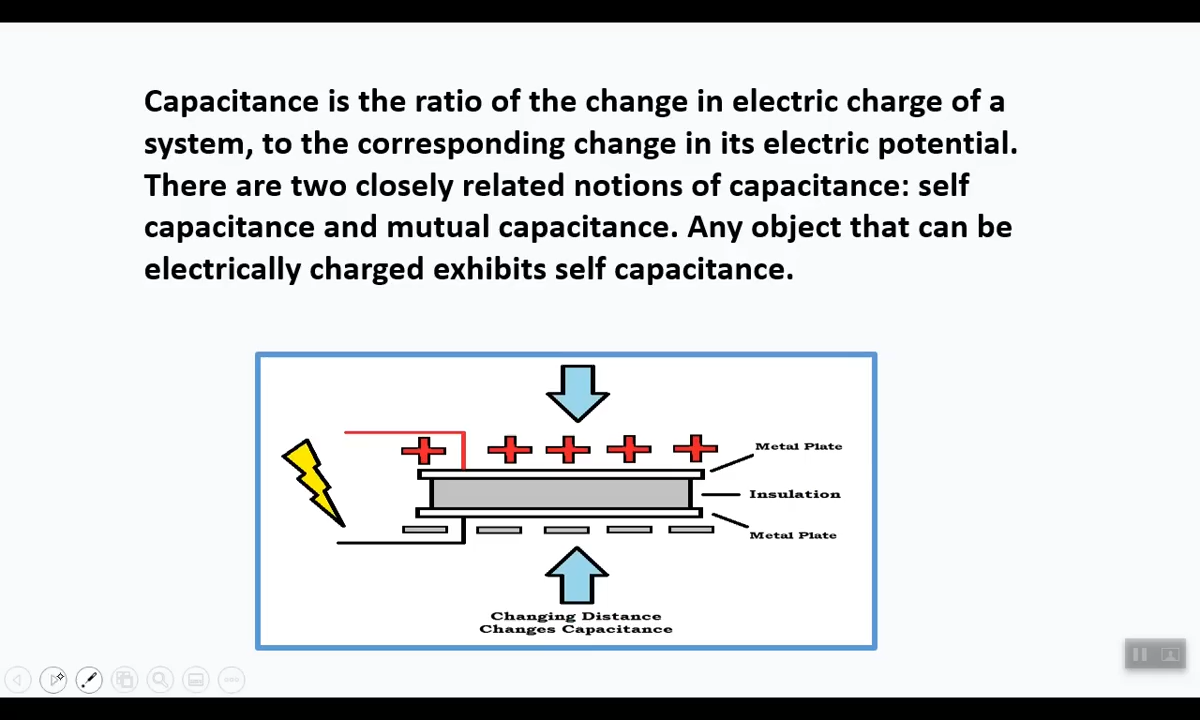 Capacitance is the ratio of the change in electric charge of a
system, to the corresponding change in its electric potential.
There are two closely related notions of capacitance: self
capacitance and mutual capacitance. Any object that can be
electrically charged exhibits self capacitance.
Metal Plate
Insulation
Metal Plate
Changing Distance
Changes Capacitance